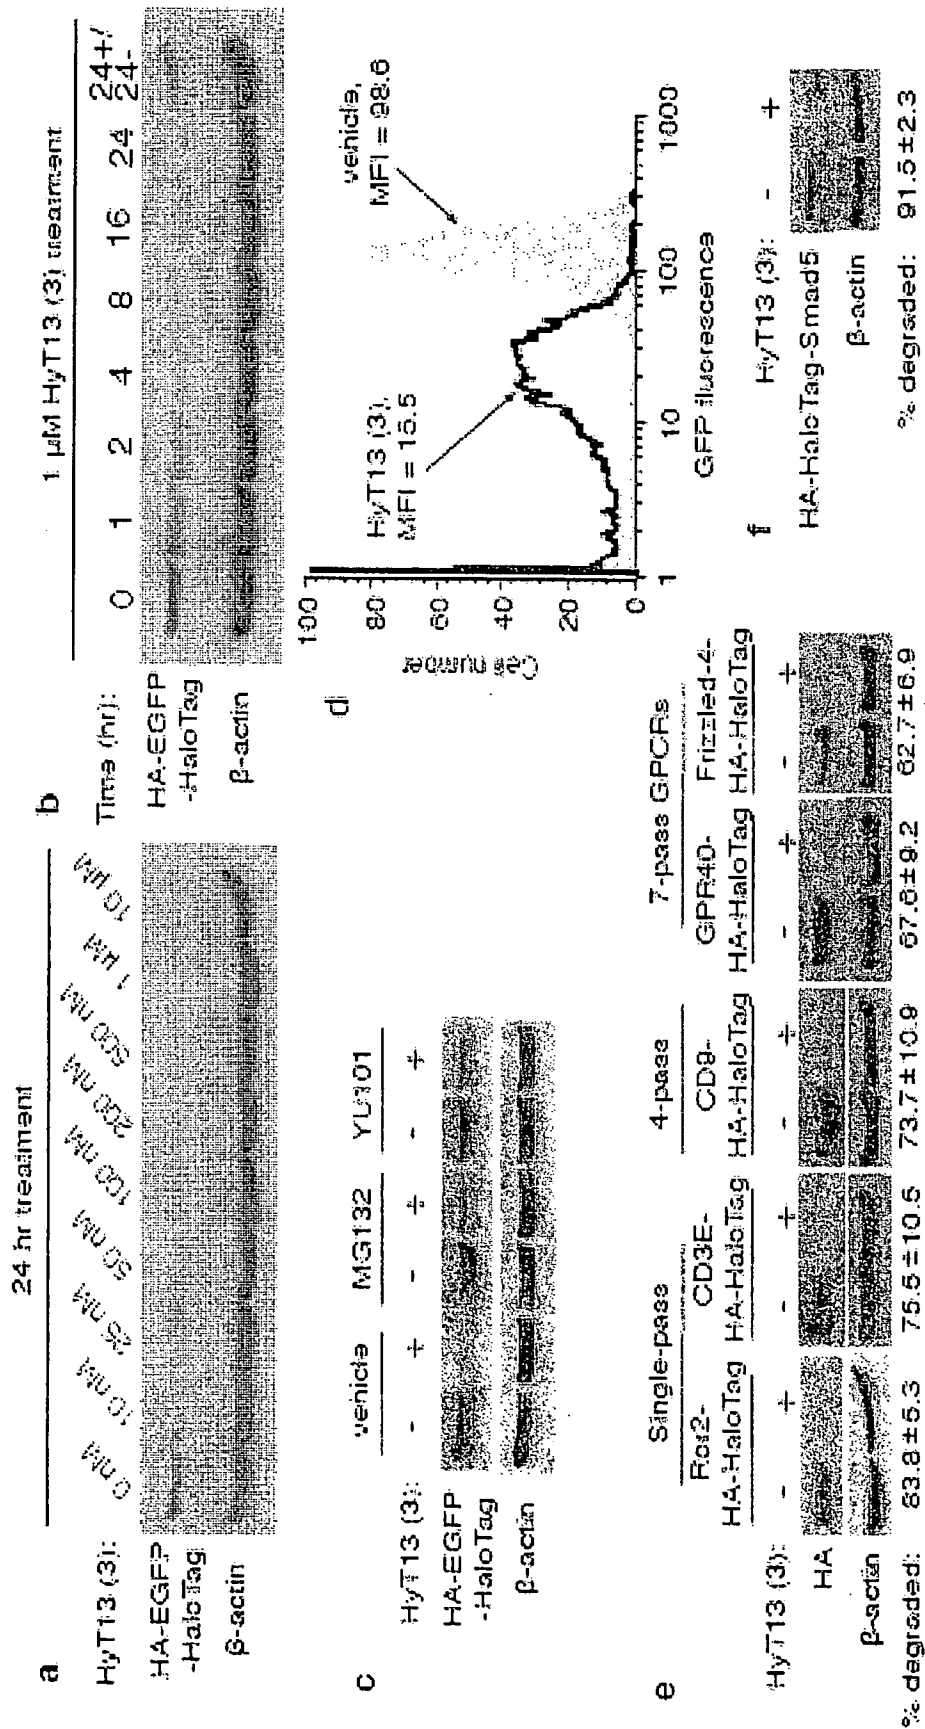 a
24 hr treatment
HyT13 (3): 0 nM 10 nM 25 nM 50 nM 100 nM 200 nM 500 nM 1 µM 10 µM
HA-EGFP
-HaloTag
β-actin
b
1 µM HyT13 (3) treatment
Time (hr): 0 1 2 4 8 16 24 24+/
24-
HA-EGFP
-HaloTag
β-actin
c
vehicle MG132 YU101
HyT13 (3): - + - + - +
HA-EGFP
-HaloTag
β-actin
d
Cell number
100
80
60
40
20
0
HyT13 (3),
MFI = 15.5
vehicle,
MFI = 98.6
1 10 100 1000
GFP fluorescence
e
Single-pass 4-pass 7-pass GPCRs
Ror2- CD3E- CD9- GPR40- Frizzled-4-
HA-HaloTag HA-HaloTag HA-HaloTag HA-HaloTag HA-HaloTag
HyT13 (3): - + - + - + - + - +
HA
β-actin
% degraded: 63.8±5.3 75.5±10.5 73.7±10.9 67.6±9.2 62.7±6.9
f
HyT13 (3): - +
HA-HaloTag-Smad5
β-actin
% degraded: 91.5±2.3